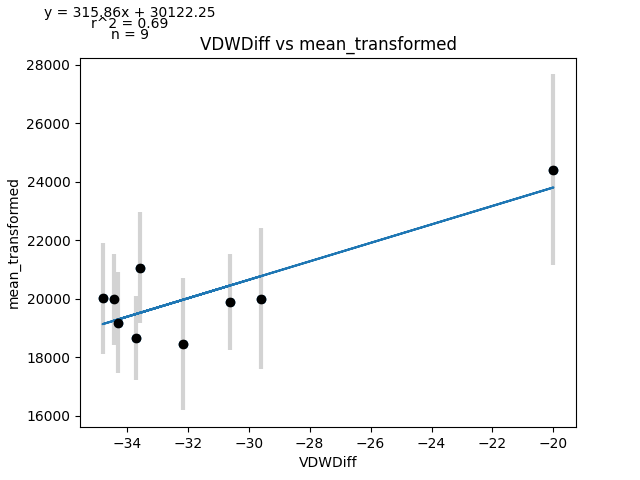 y = 315.86x + 30122.25
r^2 = 0.69
n = 9
VDWDiff vs mean_transformed
28000
26000
24000
22000
20000
18000
16000
mean_transformed
−34
−32
−30
−28
−26
−24
−22
−20
VDWDiff